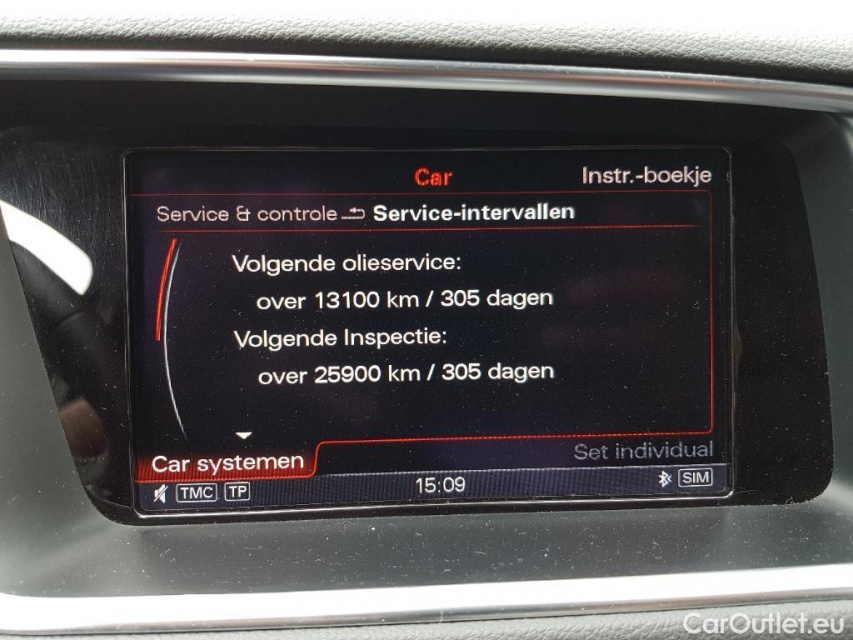 Car
Instr.-boekje
Service & controle Service-intervallen
Volgende olieservice:
over 13100 km / 305 dagen
Volgende Inspectie:
over 25900 km / 305 dagen
Set individual
Car systemen
TMC TP 15:09 SIM
CarOutlet.eu